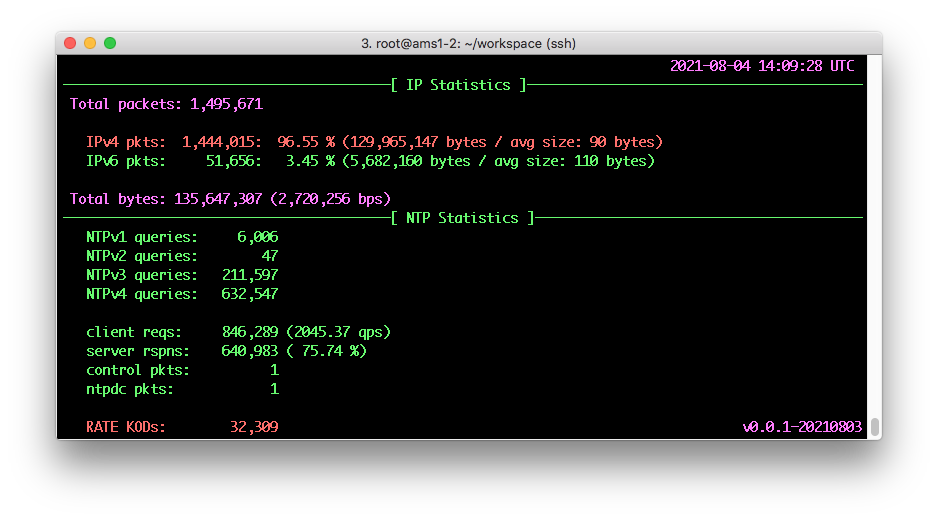 3. root@ams1-2: ~/workspace (ssh)
2021-08-04 14:09:28 UTC
[ IP Statistics ]
Total packets: 1,495,671
IPv4 pkts: 1,444,015: 96.55 % (129,965,147 bytes / avg size: 90 bytes)
IPv6 pkts: 51,656: 3.45 % (5,682,160 bytes / avg size: 110 bytes)
Total bytes: 135,647,307 (2,720,256 bps)
[ NTP Statistics ]
NTPv1 queries: 6,006
NTPv2 queries: 47
NTPv3 queries: 211,597
NTPv4 queries: 632,547
client reqs: 846,289 (2045.37 qps)
server rspns: 640,983 ( 75.74 %)
control pkts: 1
ntpdc pkts: 1
RATE KODs: 32,309
v0.0.1-20210803